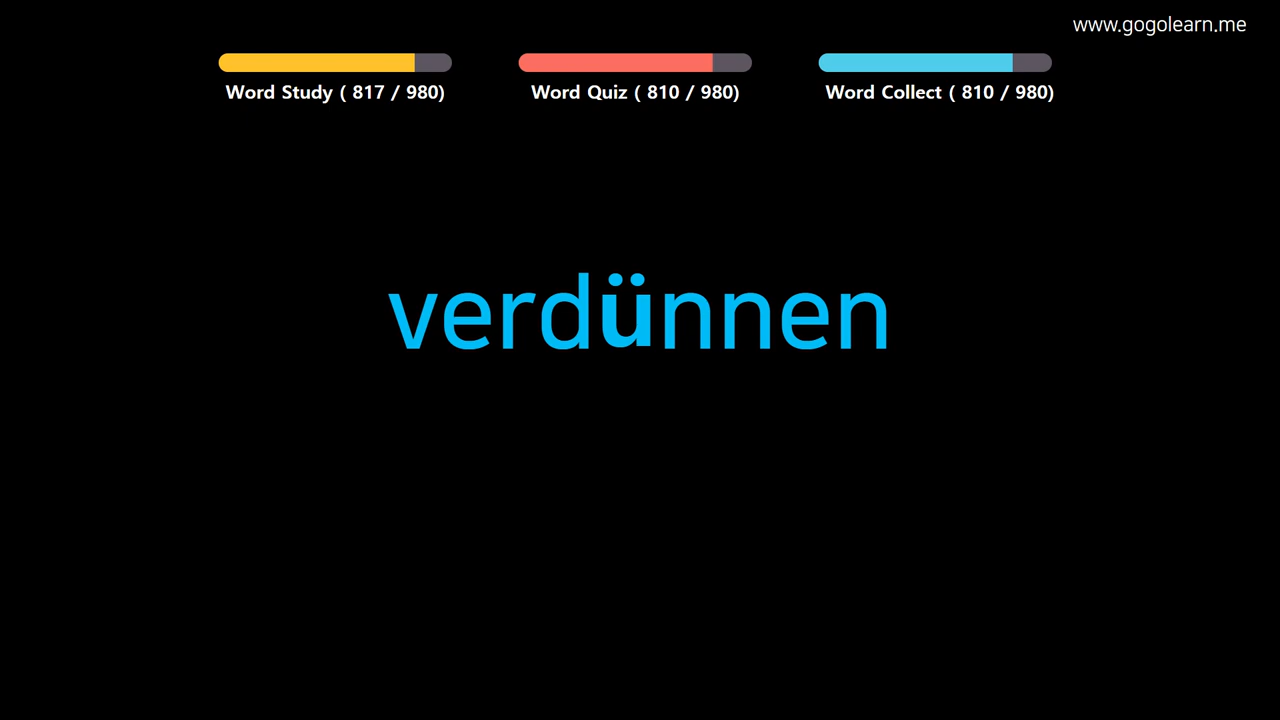 www.gogolearn.me
Word Study ( 817 / 980)
Word Quiz ( 810 / 980)
Word Collect ( 810 / 980)
verdünnen